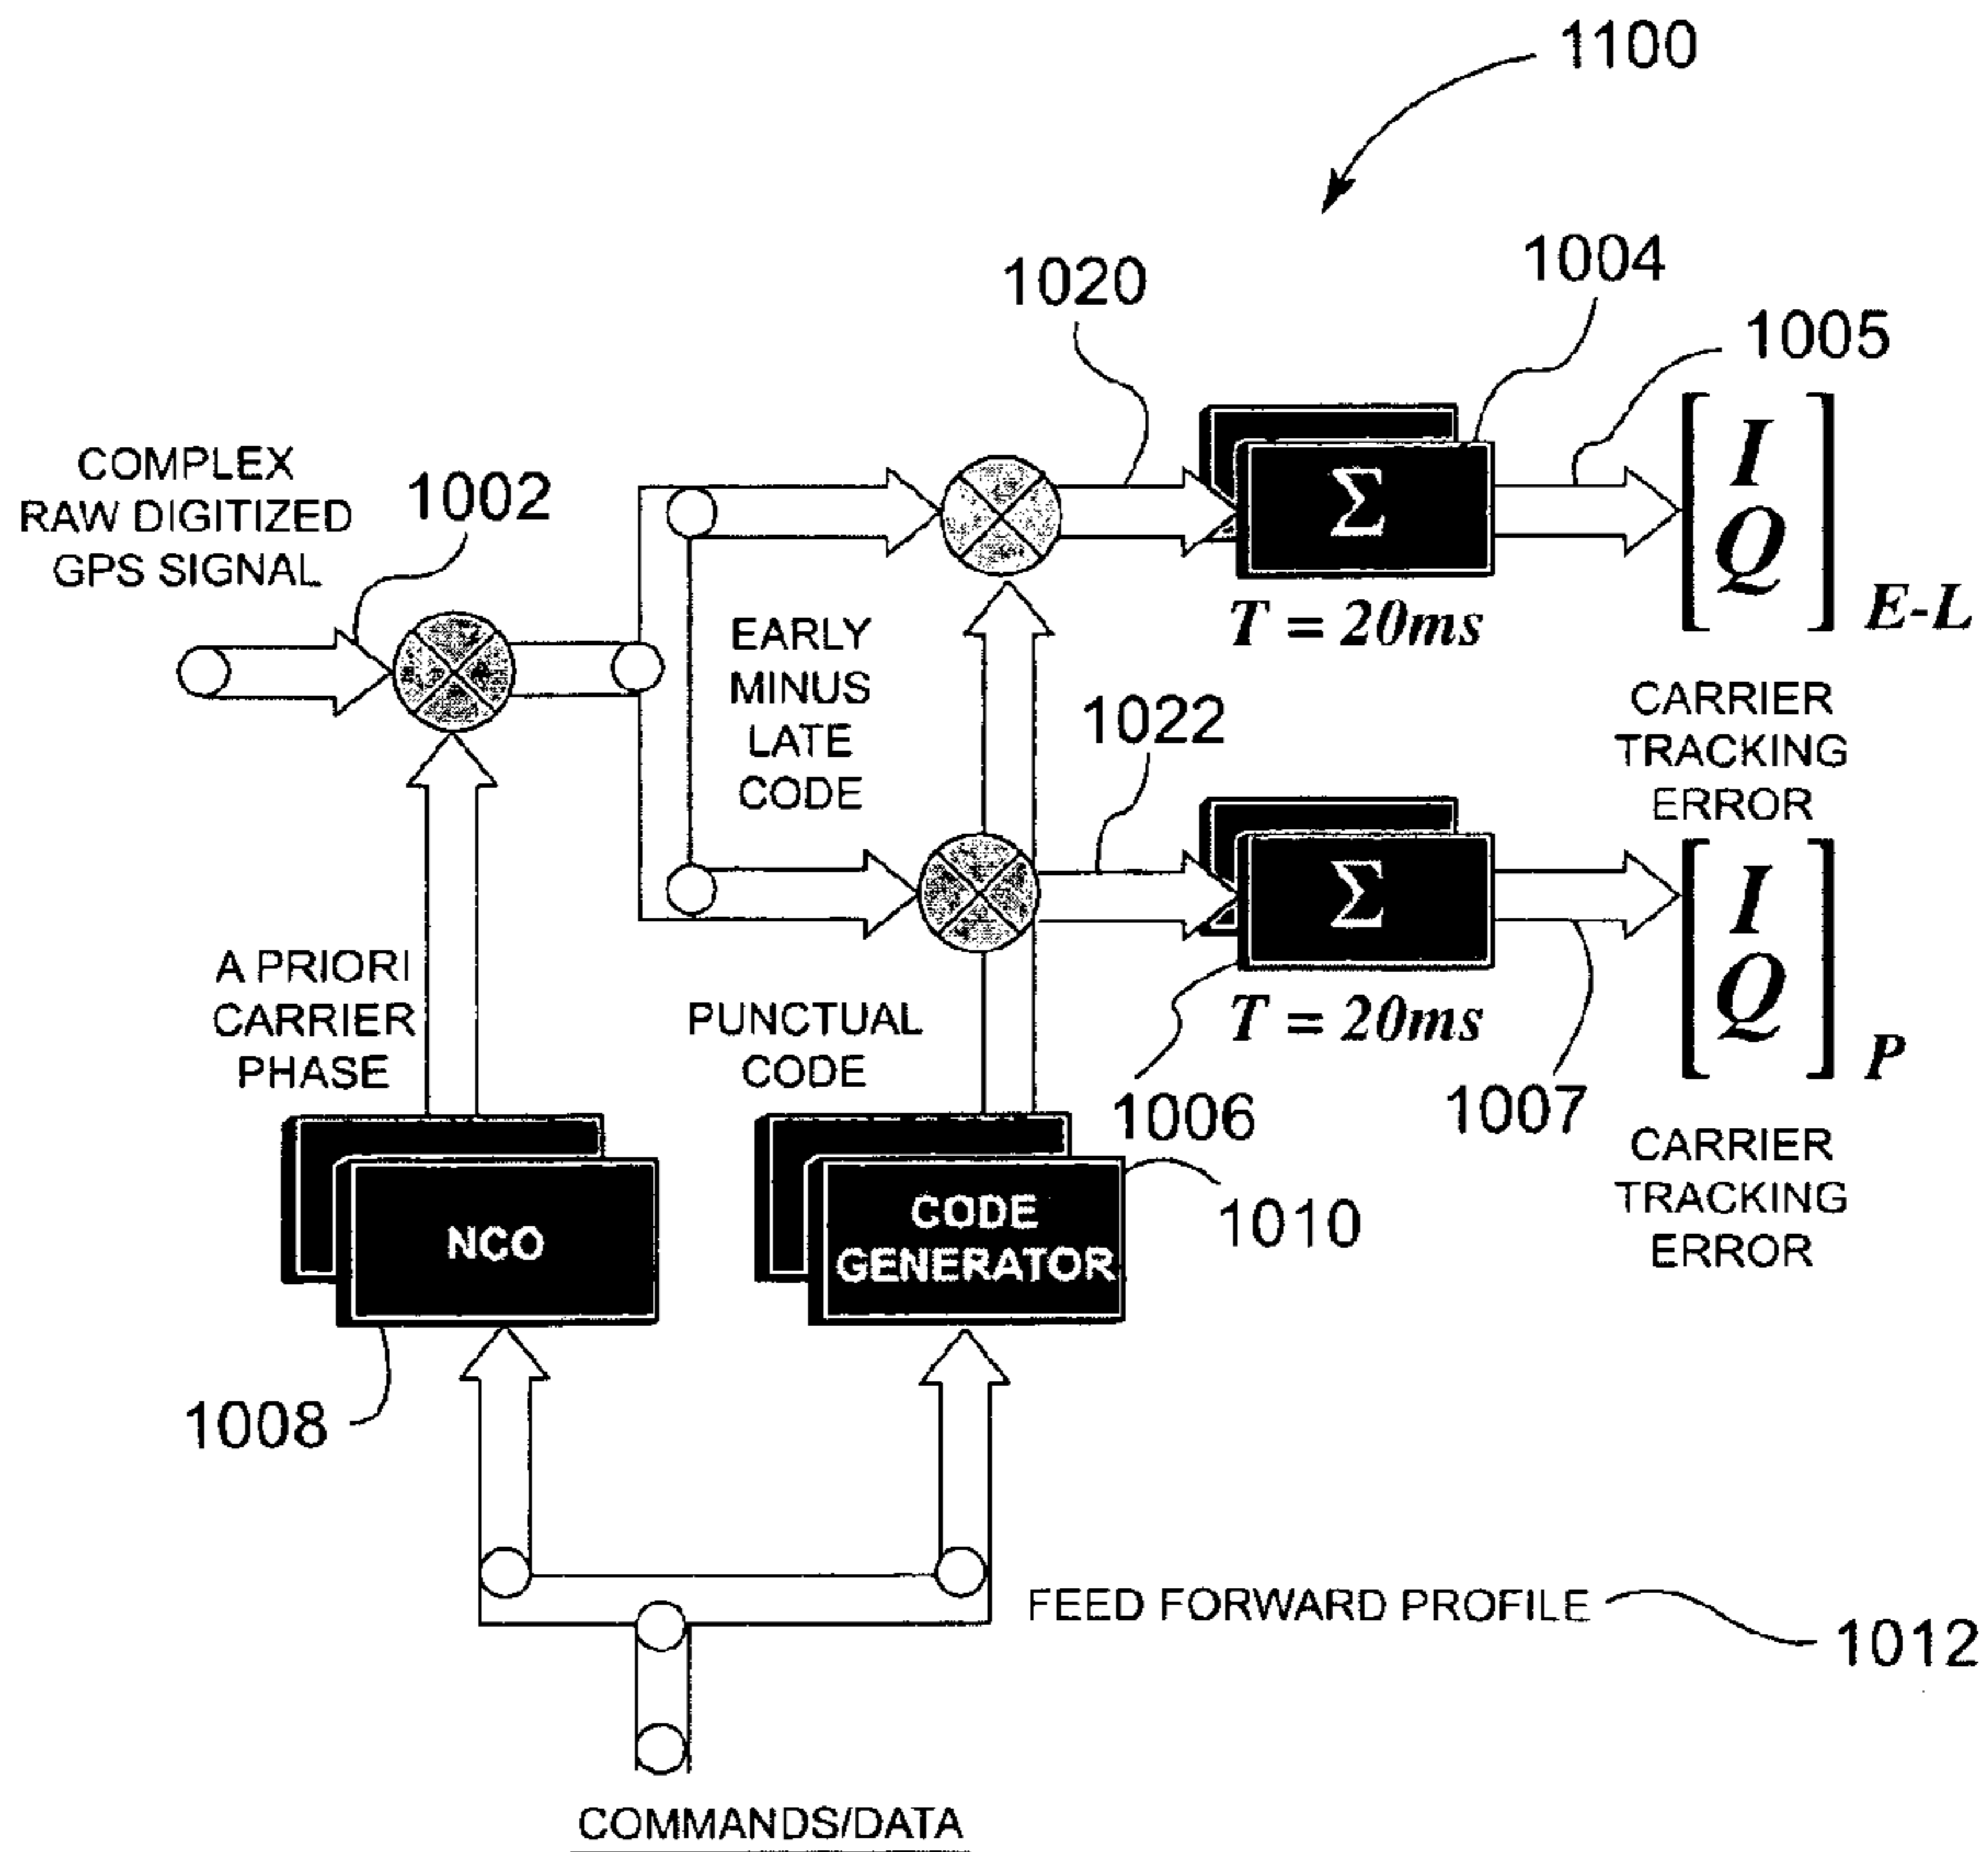 1100
1004
1020
1005
COMPLEX
RAW DIGITIZED
GPS SIGNAL
1002
Σ
I
Q
E-L
T = 20ms
EARLY
MINUS
LATE
CODE
CARRIER
TRACKING
ERROR
1022
Σ
I
Q
P
T = 20ms
A PRIORI
CARRIER
PHASE
PUNCTUAL
CODE
1006
1007
CARRIER
TRACKING
ERROR
NCO
CODE
GENERATOR
1010
1008
FEED FORWARD PROFILE
1012
COMMANDS/DATA